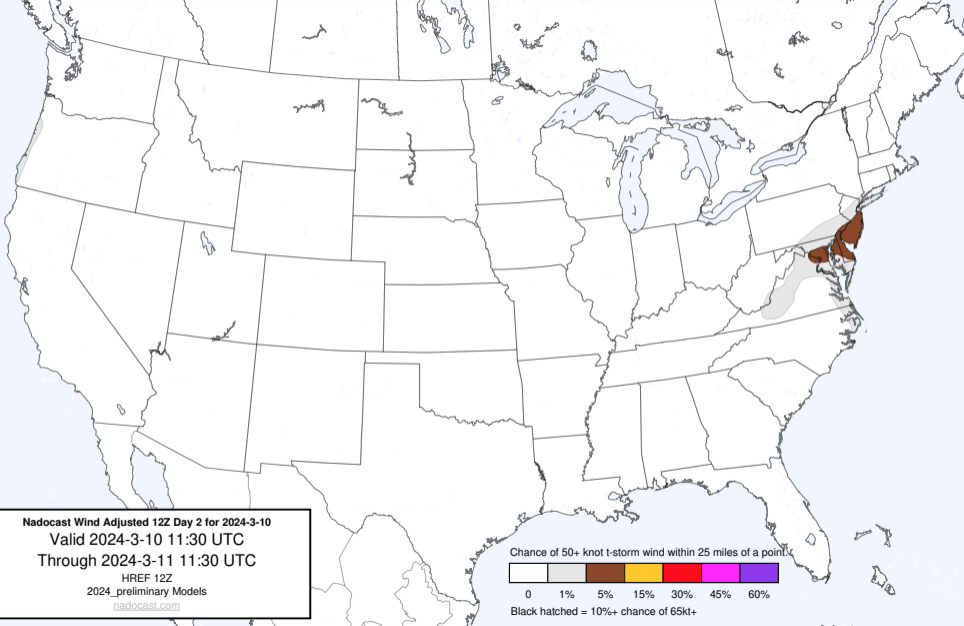 Nadocast Wind Adjusted 12Z Day 2 for 2024-3-10
Valid 2024-3-10 11:30 UTC
Through 2024-3-11 11:30 UTC
HREF 12Z
2024_preliminary Models
nadocast.com
Chance of 50+ knot t-storm wind within 25 miles of a point.
0 1% 5% 15% 30% 45% 60%
Black hatched = 10%+ chance of 65kt+